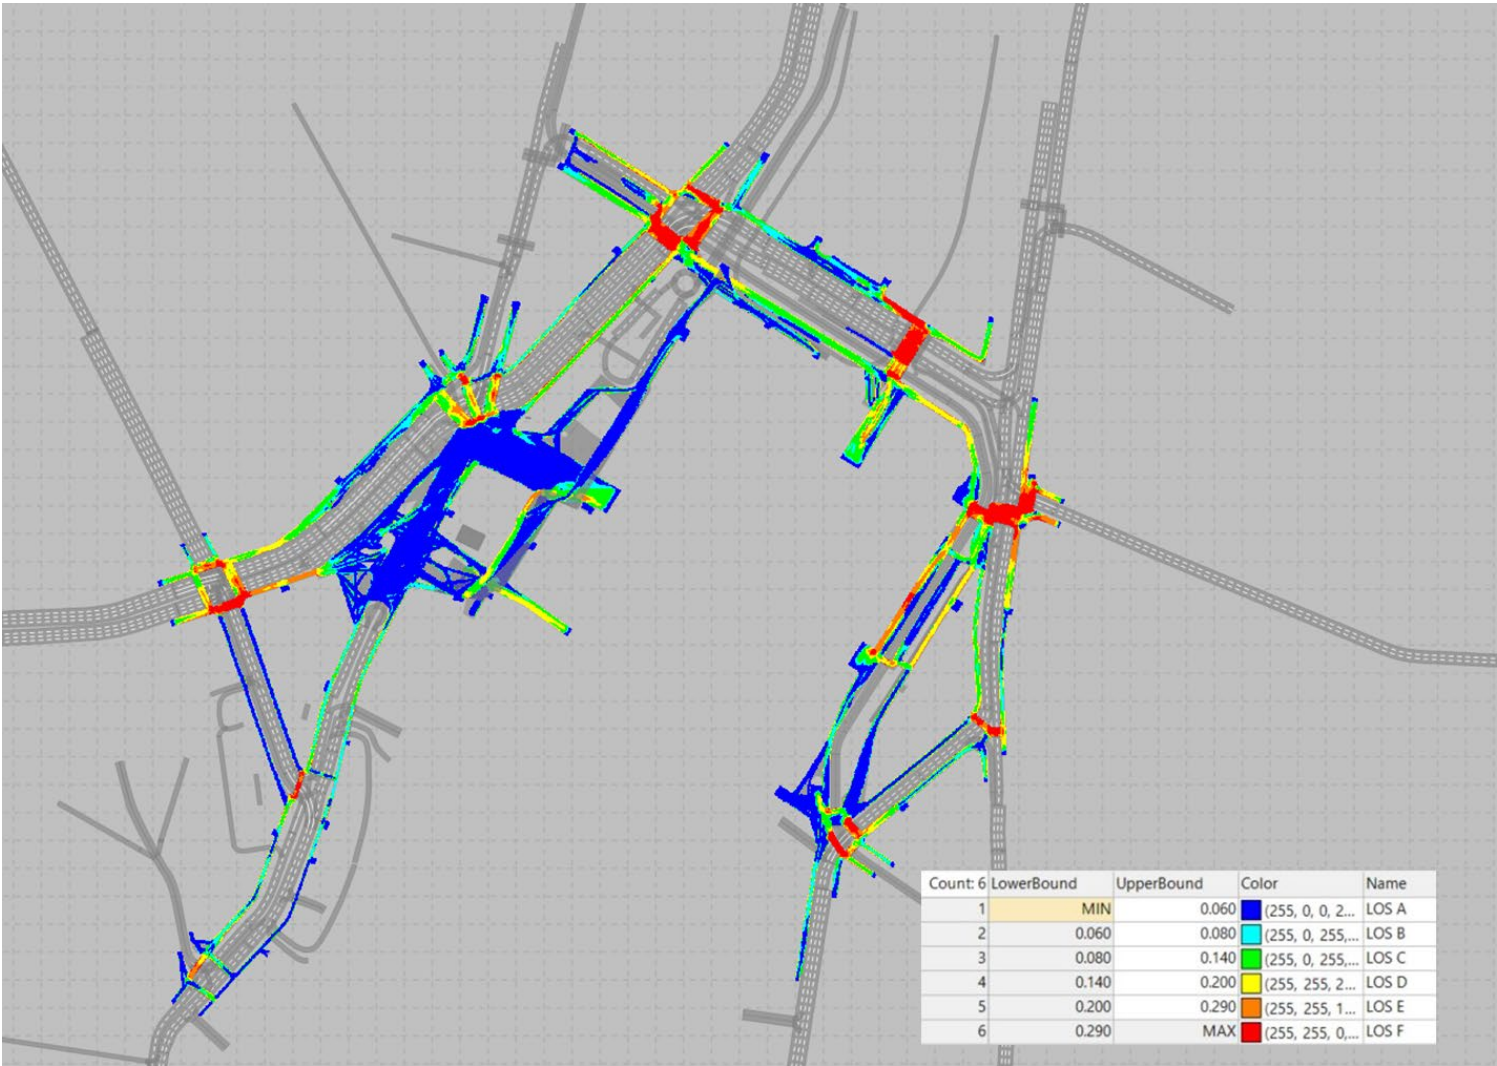 Count: 6 LowerBound UpperBound Color Name
1 MIN 0.060 (255, 0, 0, 2... LOS A
2 0.060 0.080 (255, 0, 255,... LOS B
3 0.080 0.140 (255, 0, 255,... LOS C
4 0.140 0.200 (255, 255, 2... LOS D
5 0.200 0.290 (255, 255, 1... LOS E
6 0.290 MAX (255, 255, 0,... LOS F